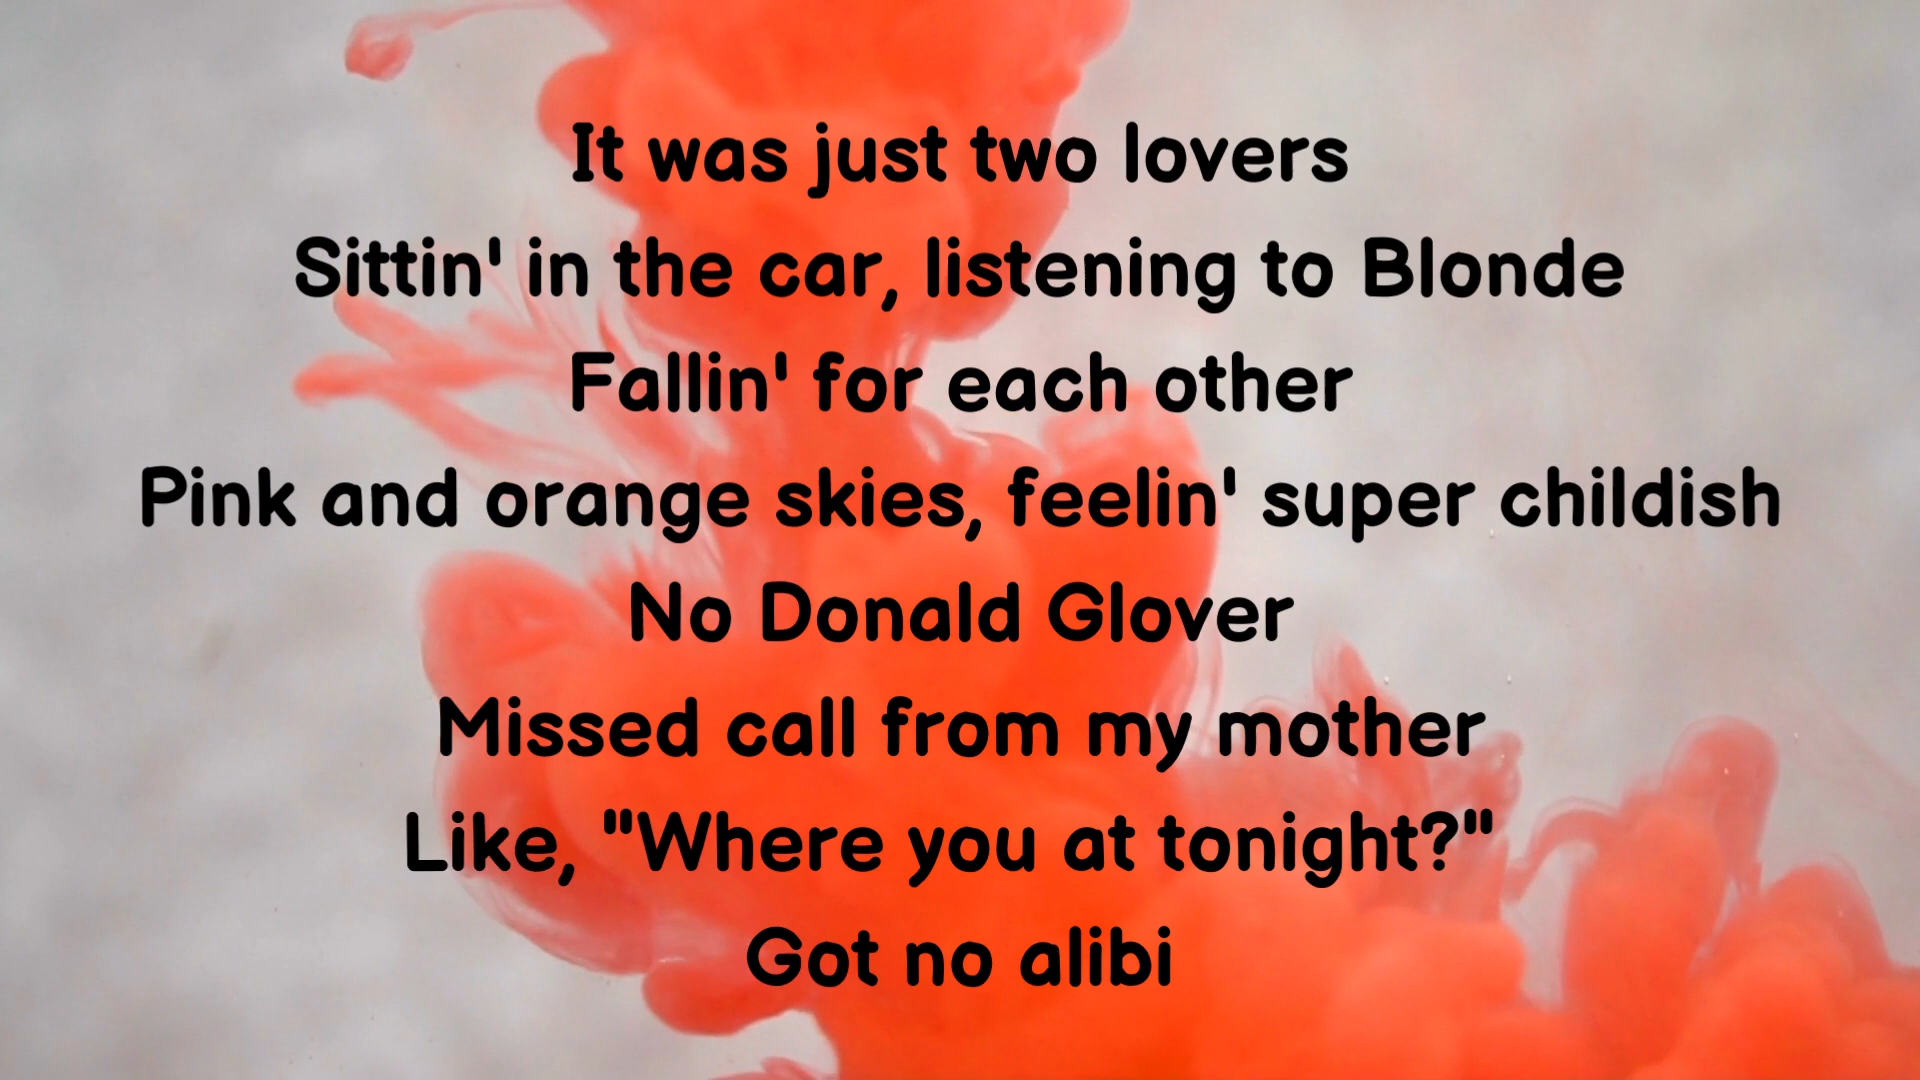 It was just two lovers
Sittin' in the car, listening to Blonde
Fallin' for each other
Pink and orange skies, feelin' super childish
No Donald Glover
Missed call from my mother
Like, "Where you at tonight?"
Got no alibi